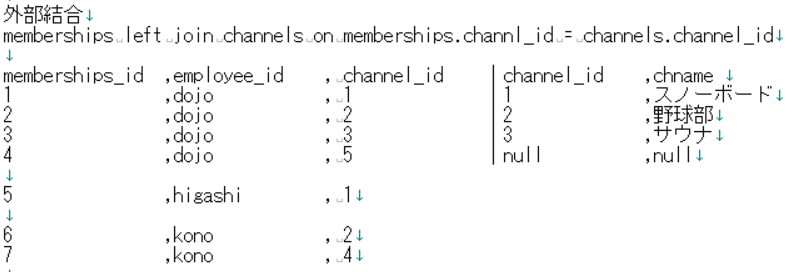 外部結合↓
memberships left join channels on memberships.channl_id = channels.channel_id↓
↓
memberships_id ,employee_id , channel_id | channel_id ,chname ↓
1 ,dojo , 1 | 1 ,スノーボード↓
2 ,dojo , 2 | 2 ,野球部↓
3 ,dojo , 3 | 3 ,サウナ↓
4 ,dojo , 5 | null ,null↓
↓
5 ,higashi , 1↓
↓
6 ,kono , 2↓
7 ,kono , 4↓